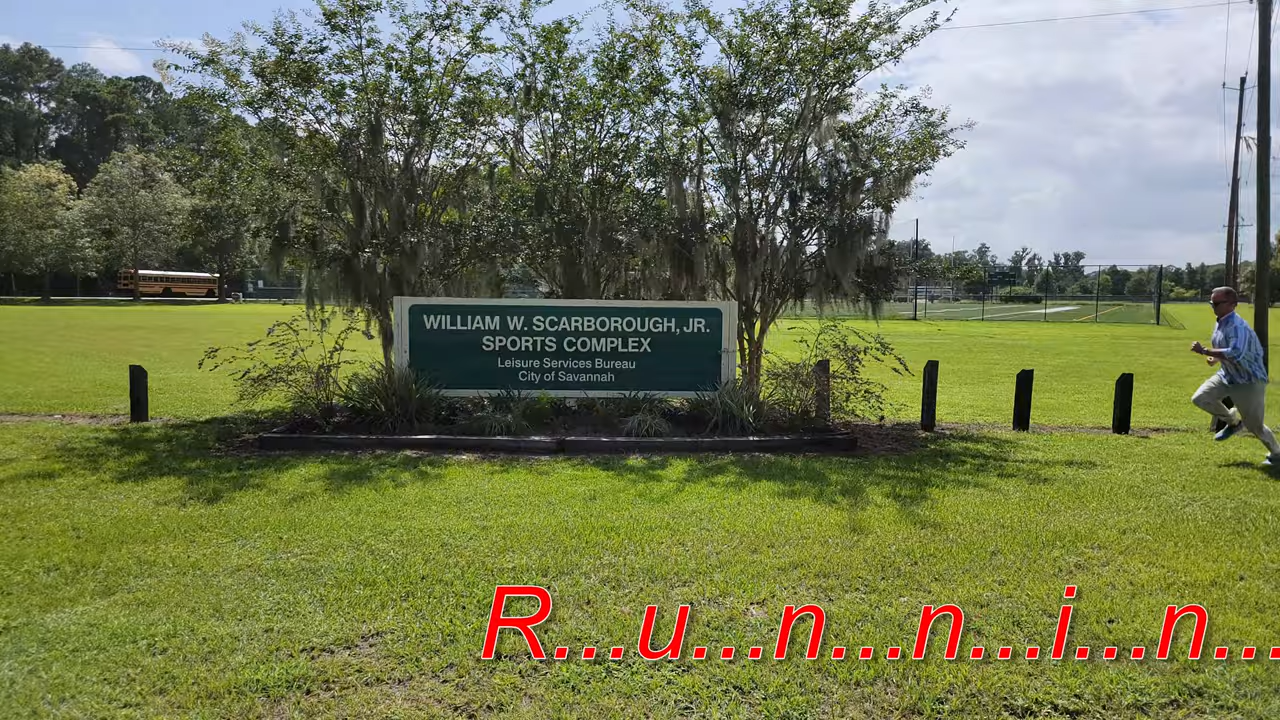 WILLIAM W. SCARBOROUGH, JR.
SPORTS COMPLEX
Leisure Services Bureau
City of Savannah
R...u...n...n...i...n...